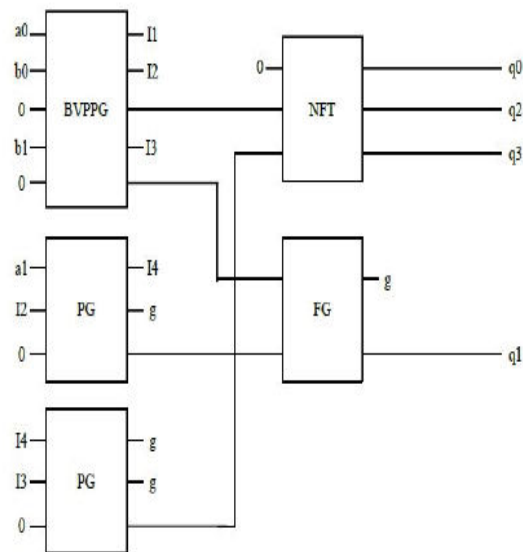 a0 I1
b0 I2 0 q0
0 BVPPG NFT q2
b1 I3 q3
0
a1 I4 g
I2 PG g FG
0 q1
I4 g
I3 PG g
0